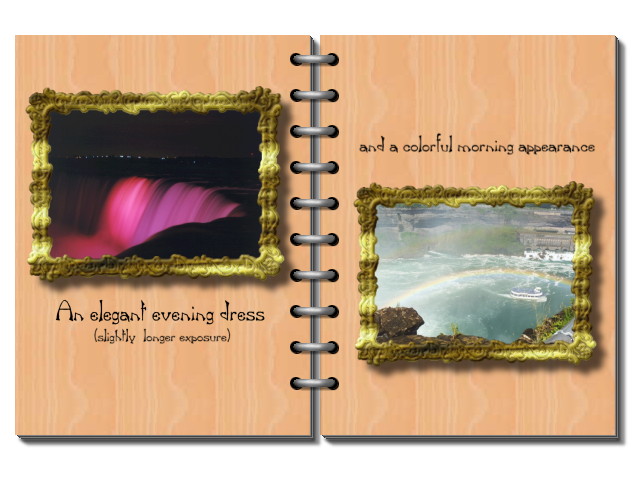 An elegant evening dress
(slightly longer exposure)
and a colorful morning appearance